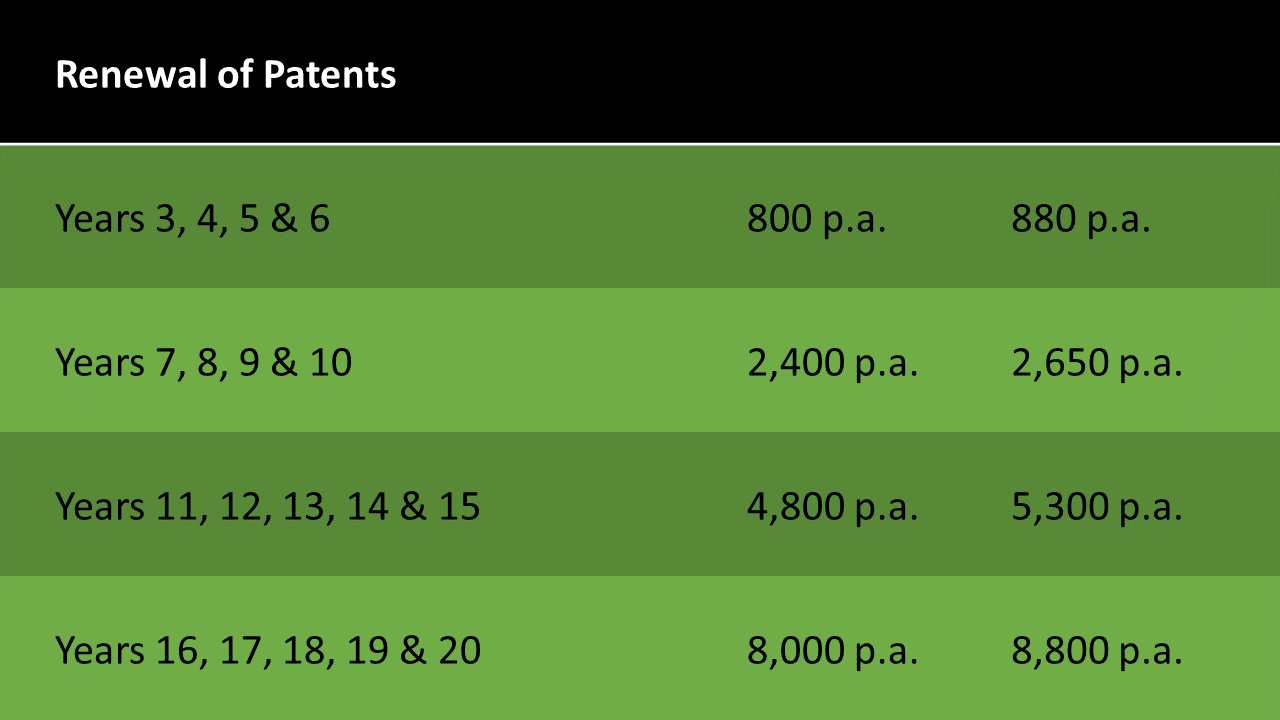 Renewal of Patents
Years 3, 4, 5 & 6 800 p.a. 880 p.a.
Years 7, 8, 9 & 10 2,400 p.a. 2,650 p.a.
Years 11, 12, 13, 14 & 15 4,800 p.a. 5,300 p.a.
Years 16, 17, 18, 19 & 20 8,000 p.a. 8,800 p.a.